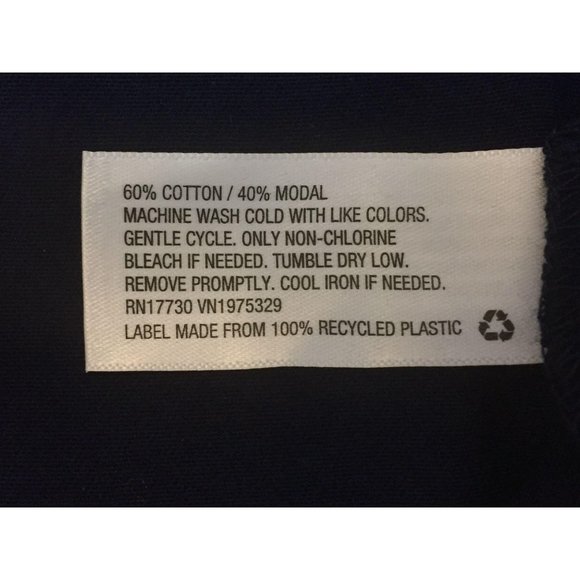 60% COTTON / 40% MODAL
MACHINE WASH COLD WITH LIKE COLORS.
GENTLE CYCLE. ONLY NON-CHLORINE
BLEACH IF NEEDED. TUMBLE DRY LOW.
REMOVE PROMPTLY. COOL IRON IF NEEDED.
RN17730 VN1975329
LABEL MADE FROM 100% RECYCLED PLASTIC